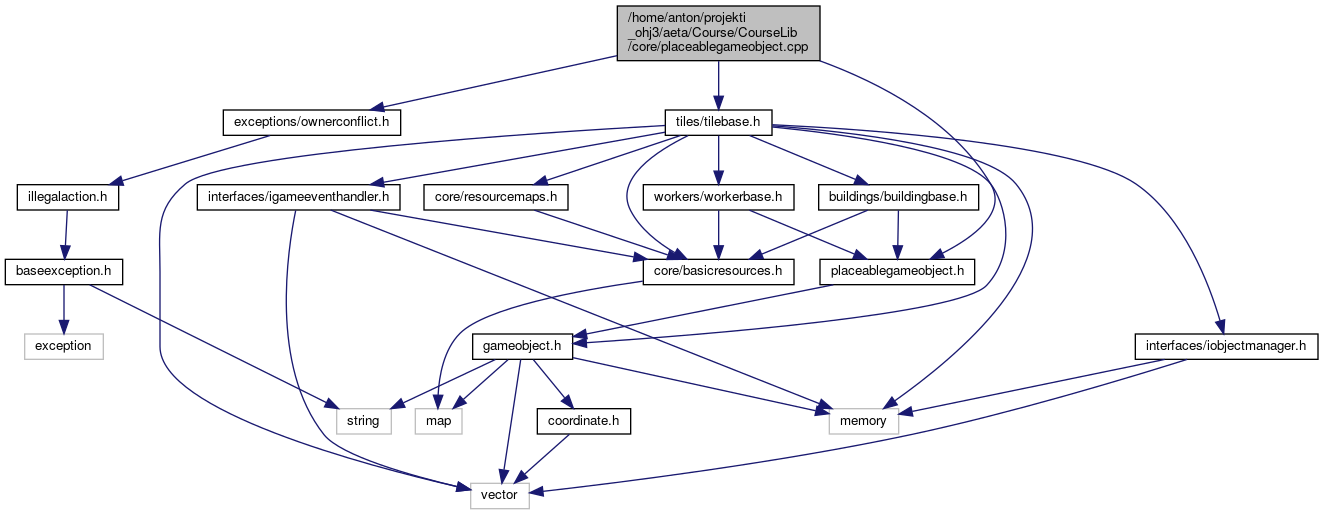 /home/anton/projekti
_ohj3/aeta/Course/CourseLib
/core/placeablegameobject.cpp
exceptions/ownerconflict.h
tiles/tilebase.h
illegalaction.h
interfaces/igameeventhandler.h
core/resourcemaps.h
workers/workerbase.h
buildings/buildingbase.h
baseexception.h
core/basicresources.h
placeablegameobject.h
exception
gameobject.h
interfaces/iobjectmanager.h
string
map
coordinate.h
memory
vector